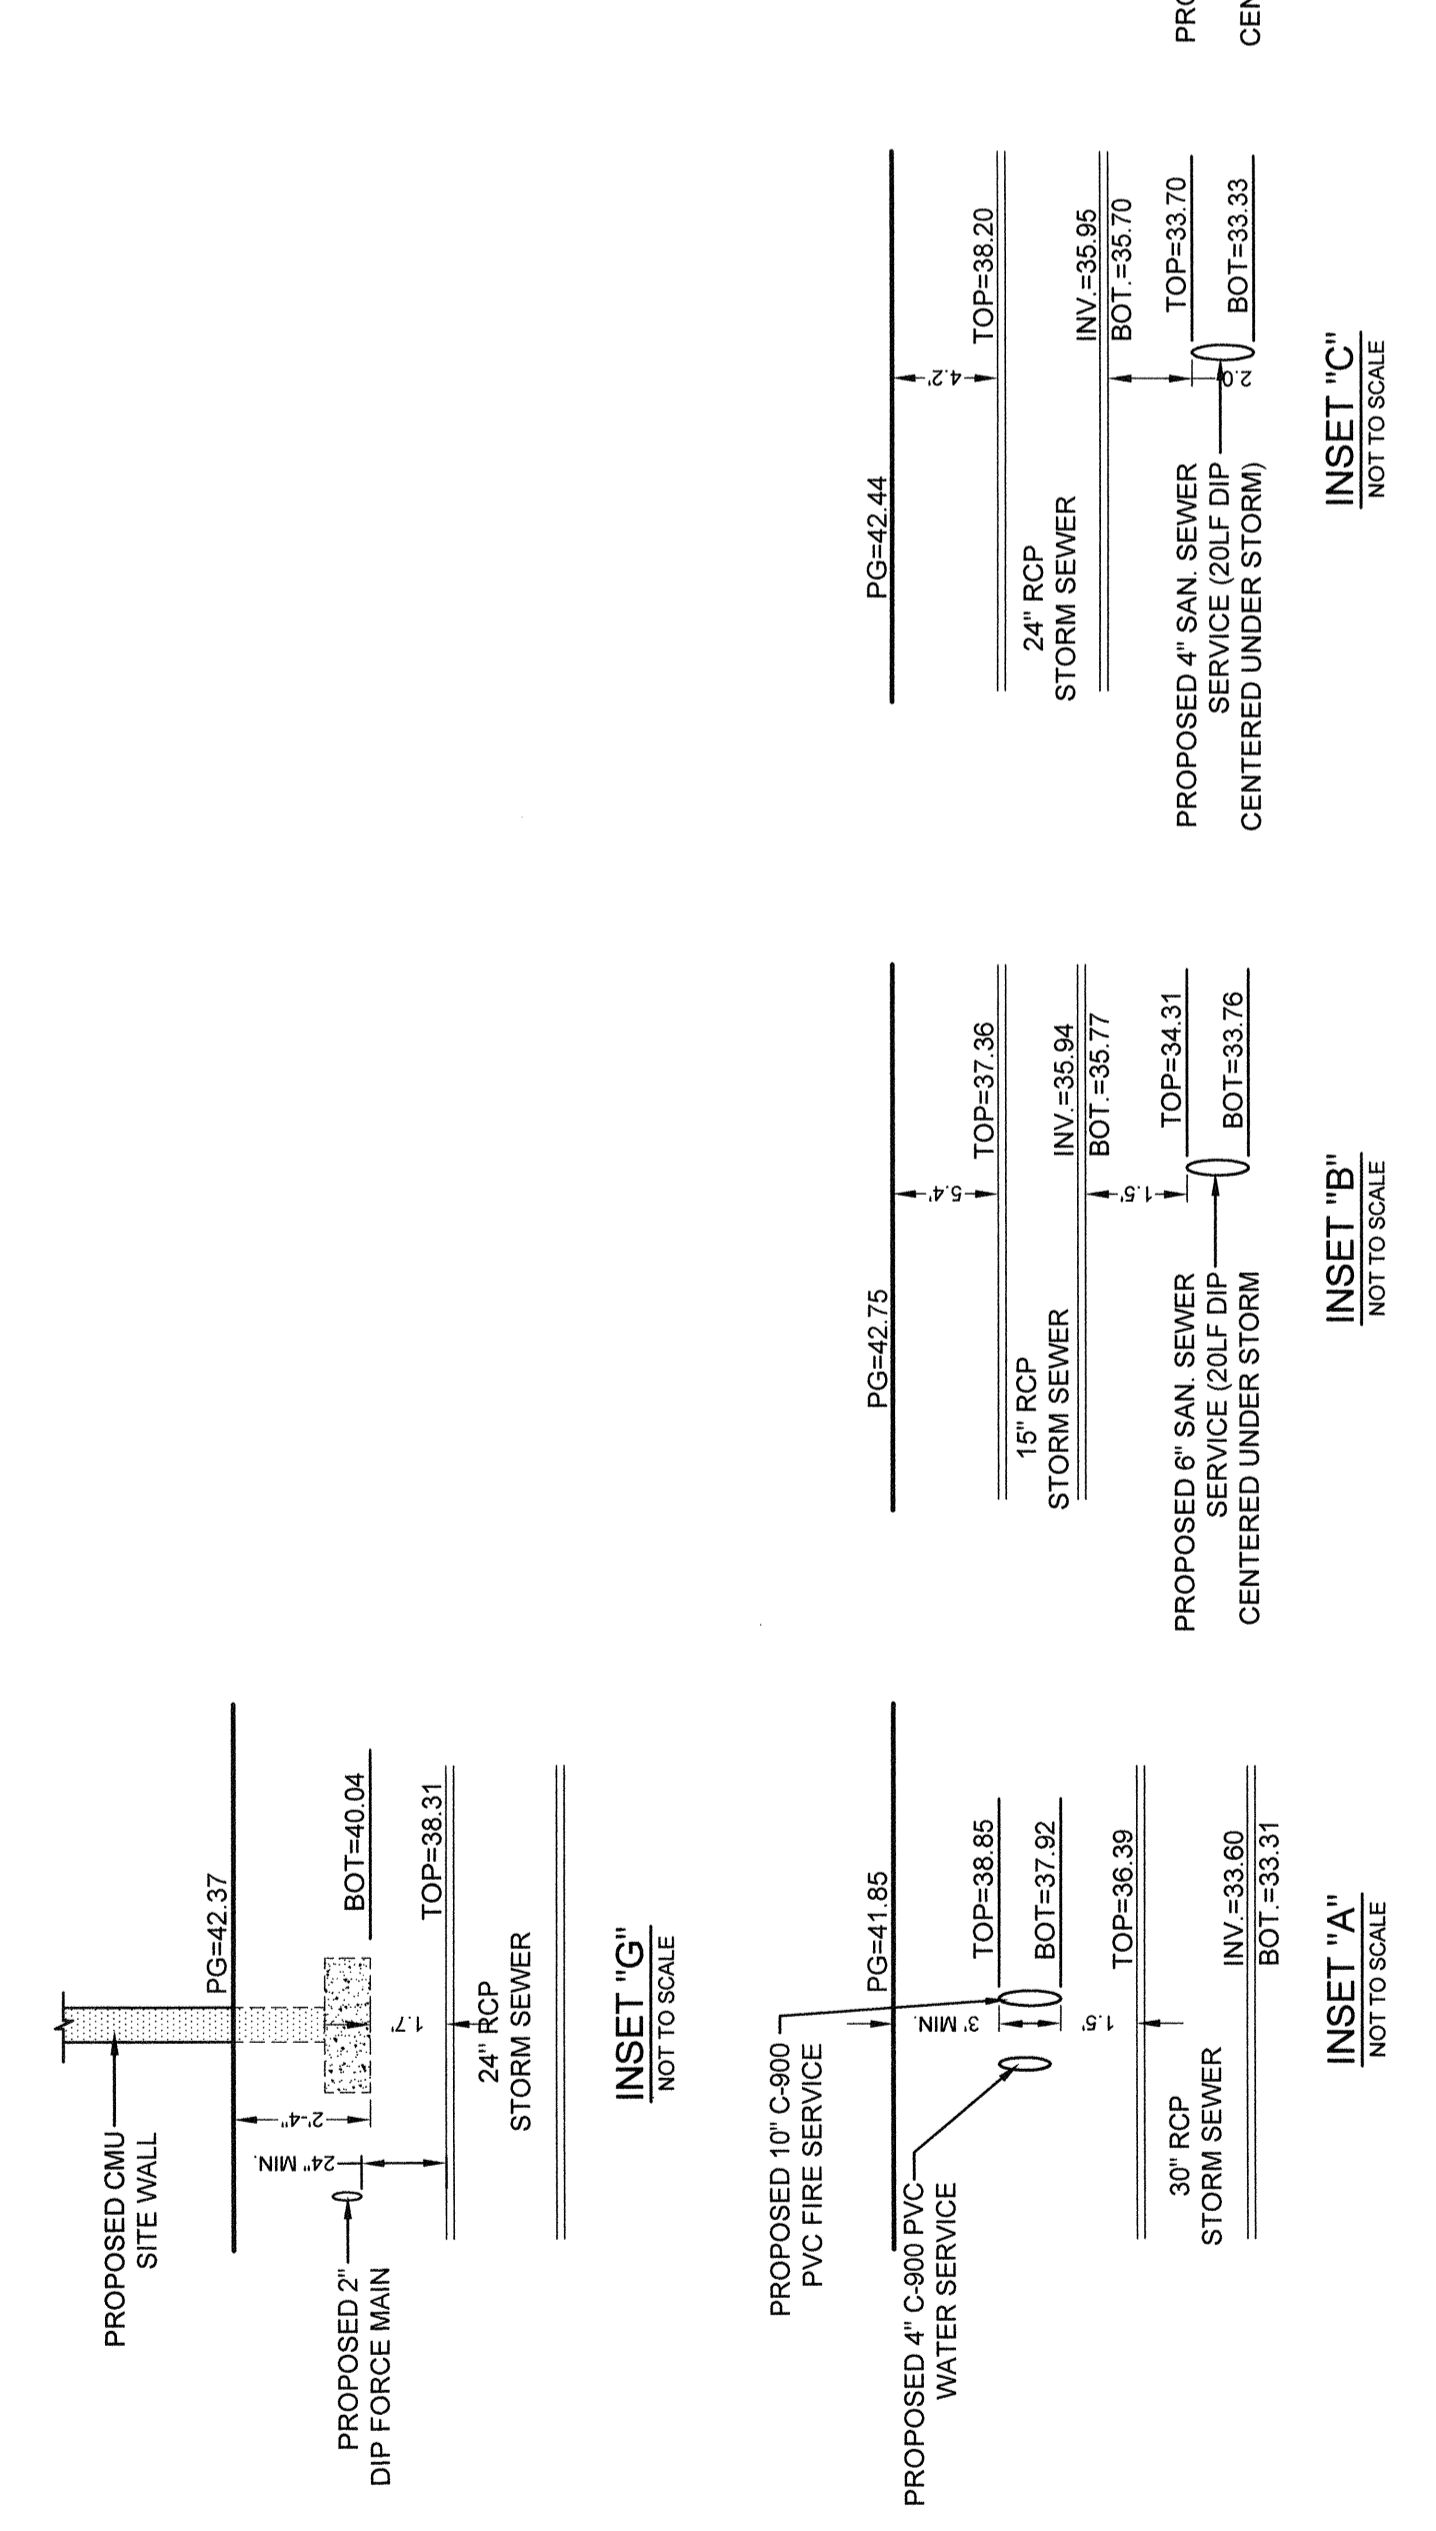 PROPOSED CMU
SITE WALL
PG=42.37
PROPOSED 2"
DIP FORCE MAIN
24" MIN.
2'-4"
1.7'
BOT=40.04
TOP=38.31
24" RCP
STORM SEWER
INSET "G"
NOT TO SCALE
PROPOSED 10" C-900
PVC FIRE SERVICE
PROPOSED 4" C-900 PVC
WATER SERVICE
PG=41.85
3' MIN.
1.5'
TOP=38.85
BOT=37.92
TOP=36.39
30" RCP
STORM SEWER
INV.=33.60
BOT.=33.31
INSET "A"
NOT TO SCALE
PG=42.75
5.4'
TOP=37.36
15" RCP
STORM SEWER
INV.=35.94
BOT.=35.77
1.5'
TOP=34.31
BOT=33.76
PROPOSED 6" SAN. SEWER
SERVICE (20LF DIP
CENTERED UNDER STORM
INSET "B"
NOT TO SCALE
PG=42.44
4.2'
TOP=38.20
24" RCP
STORM SEWER
INV.=35.95
BOT.=35.70
2.0
TOP=33.70
BOT=33.33
PROPOSED 4" SAN. SEWER
SERVICE (20LF DIP
CENTERED UNDER STORM)
INSET "C"
NOT TO SCALE